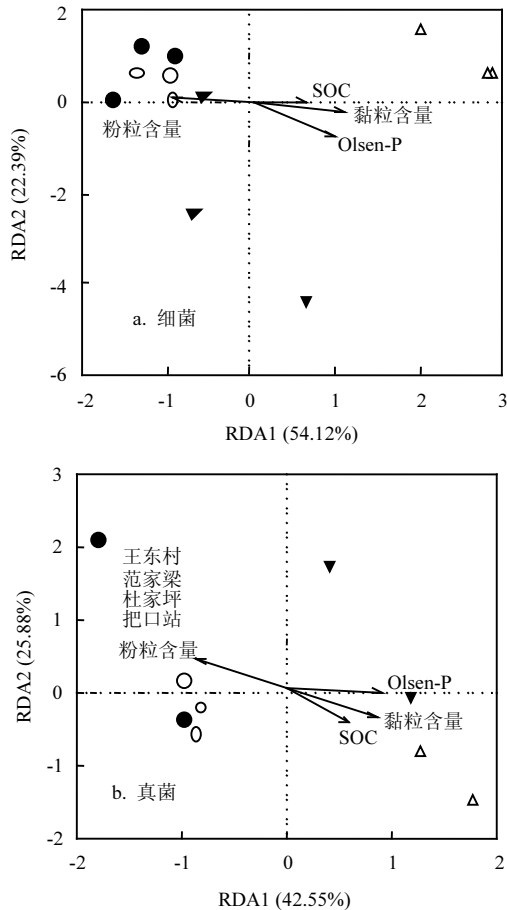 2
0
-2
-4
-6
RDA2 (22.39%)
SOC
黏粒含量
Olsen-P
粉粒含量
a. 细菌
-2
-1
0
1
2
3
RDA1 (54.12%)
3
2
1
0
-1
-2
RDA2 (25.88%)
王东村
范家梁
杜家坪
把口站
粉粒含量
Olsen-P
黏粒含量
SOC
b. 真菌
-2
-1
0
1
2
RDA1 (42.55%)